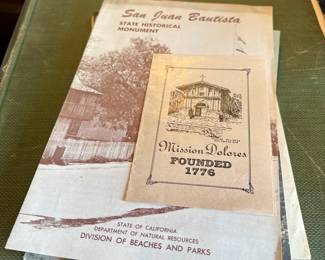 San Juan Bautista
STATE HISTORICAL
MONUMENT
Mission Dolores
FOUNDED
1776
STATE OF CALIFORNIA
DEPARTMENT OF NATURAL RESOURCES
DIVISION OF BEACHES AND PARKS